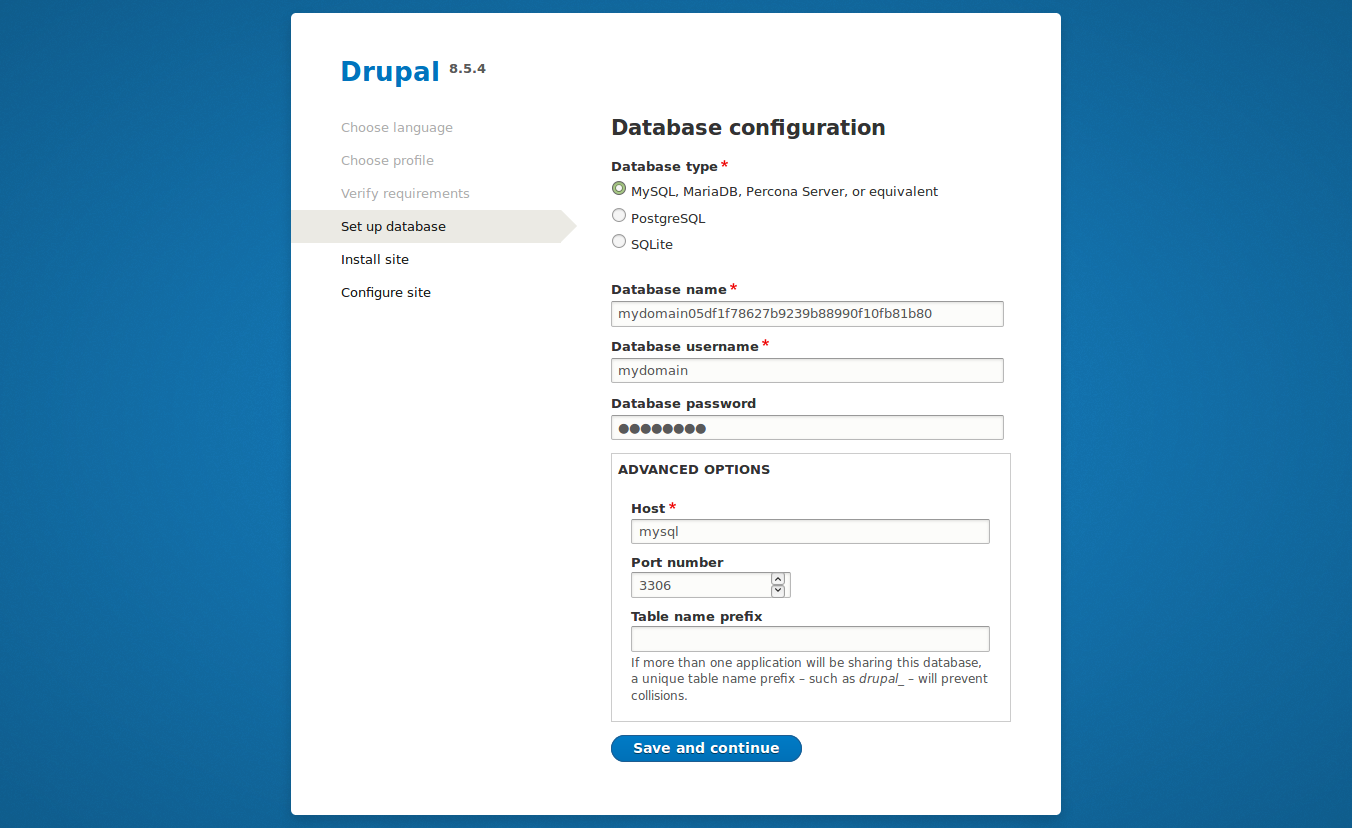 Drupal 8.5.4
Choose language
Choose profile
Verify requirements
Set up database
Install site
Configure site
Database configuration
Database type *
MySQL, MariaDB, Percona Server, or equivalent
PostgreSQL
SQLite
Database name *
mydomain05df1f78627b9239b88990f10fb81b80
Database username *
mydomain
Database password
●●●●●●●●
ADVANCED OPTIONS
Host *
mysql
Port number
3306
Table name prefix
If more than one application will be sharing this database,
a unique table name prefix – such as drupal_ – will prevent
collisions.
Save and continue